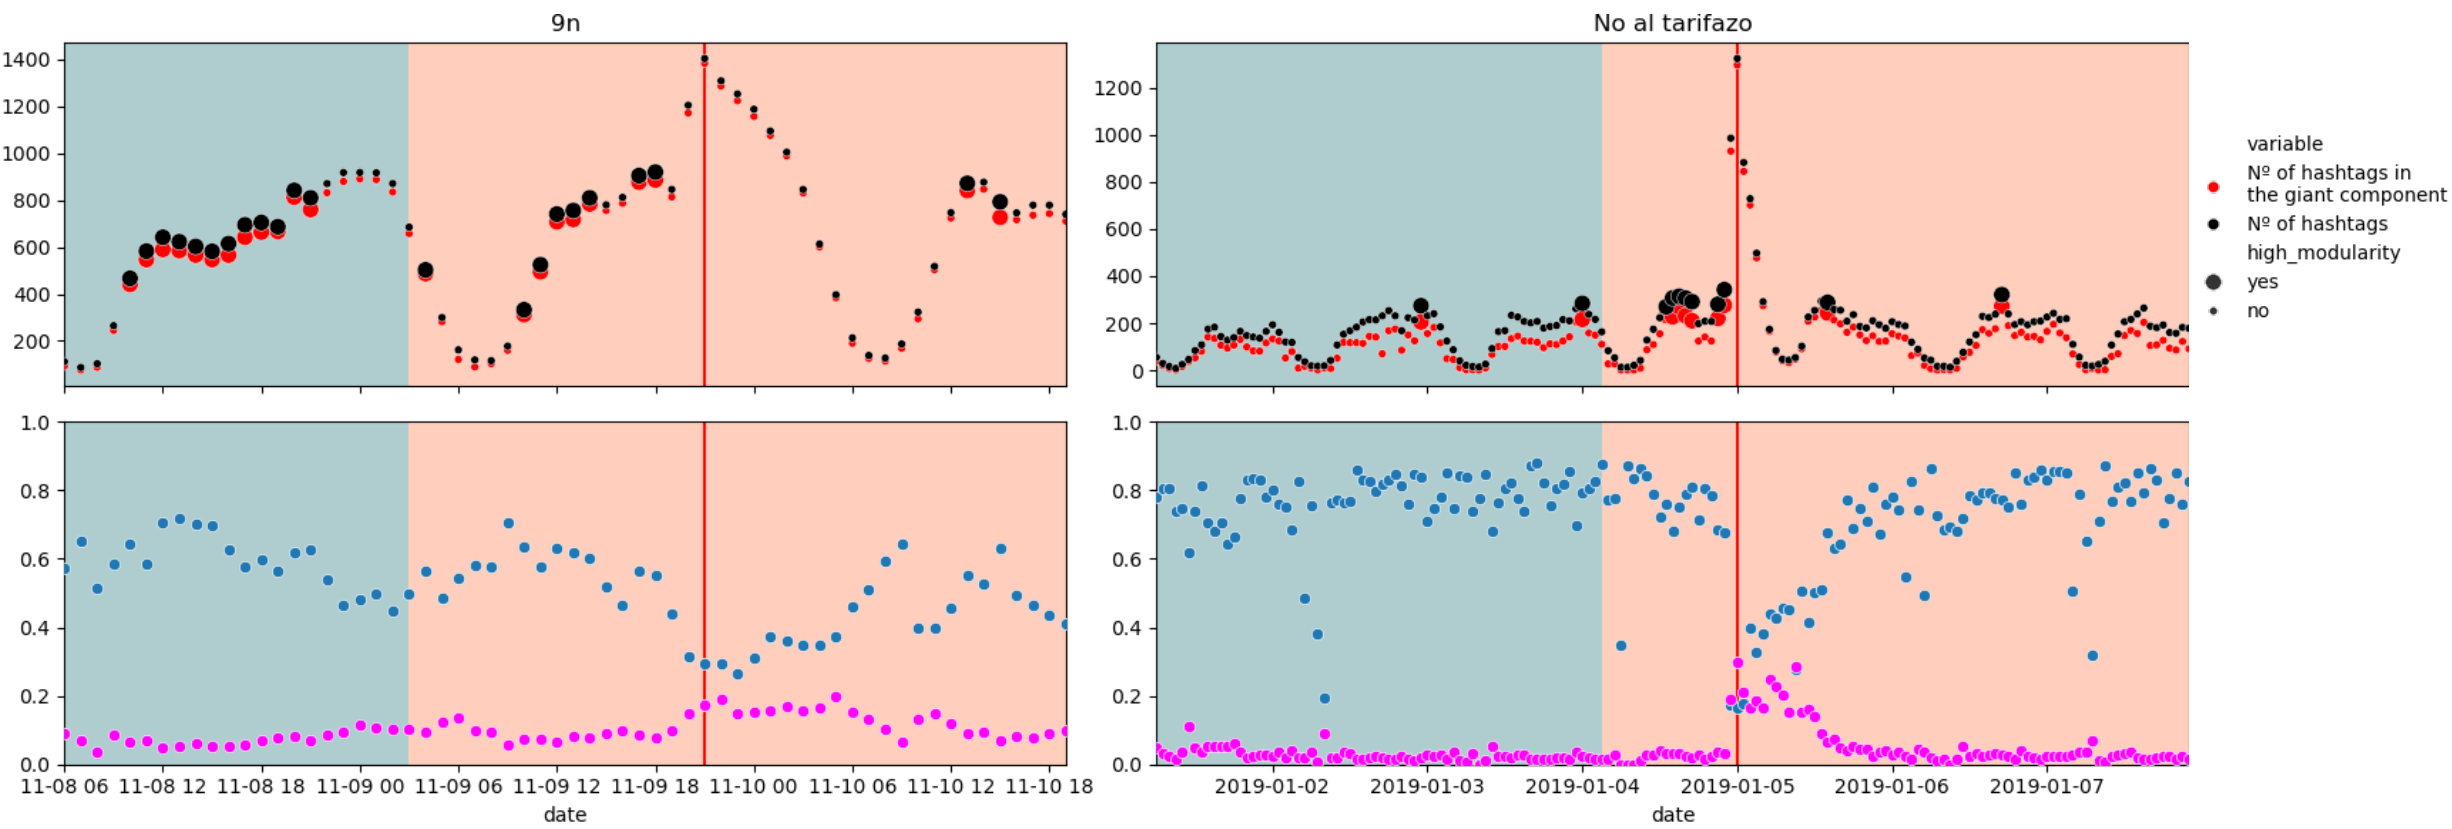 9n
No al tarifazo
1400
1200
1000
800
600
400
200
1200
1000
800
600
400
200
0
variable
Nº of hashtags in
the giant component
Nº of hashtags
high_modularity
yes
no
1.0
0.8
0.6
0.4
0.2
0.0
1.0
0.8
0.6
0.4
0.2
0.0
11-08 06 11-08 12 11-08 18 11-09 00 11-09 06 11-09 12 11-09 18 11-10 00 11-10 06 11-10 12 11-10 18
date
2019-01-02 2019-01-03 2019-01-04 2019-01-05 2019-01-06 2019-01-07
date